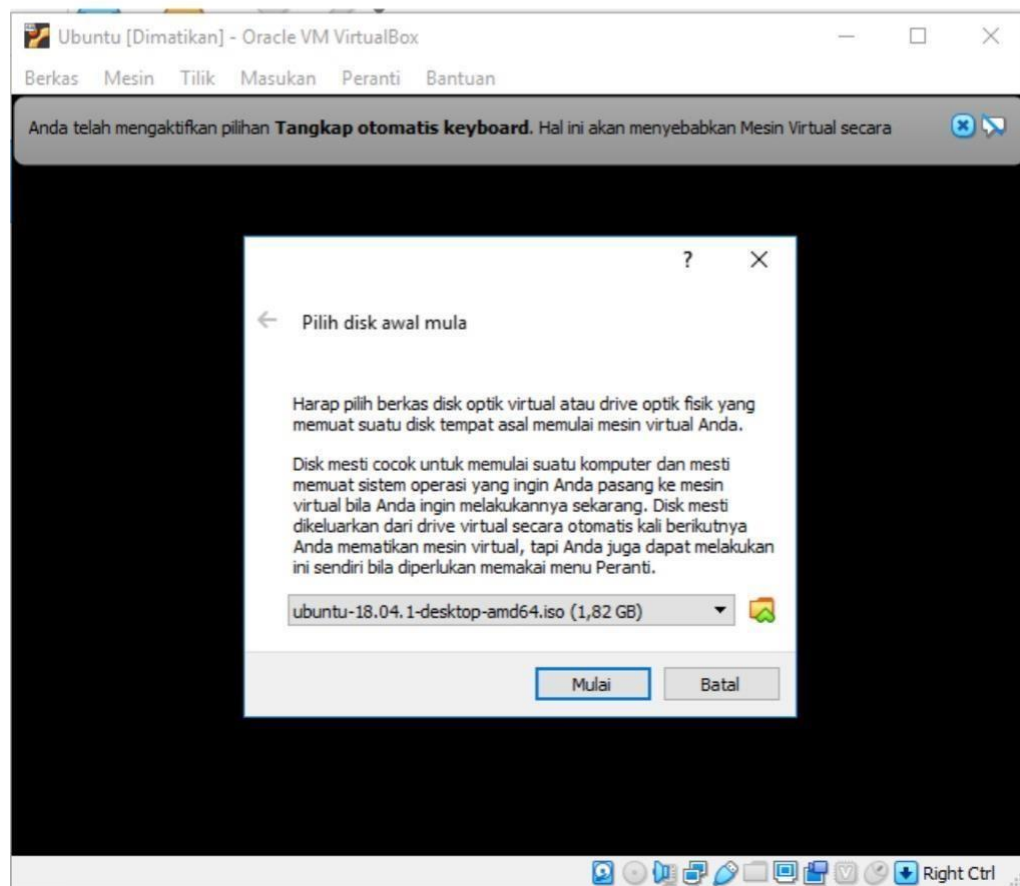 Ubuntu [Dimatikan] - Oracle VM VirtualBox
Berkas Mesin Tilik Masukan Peranti Bantuan
Anda telah mengaktifkan pilihan Tangkap otomatis keyboard. Hal ini akan menyebabkan Mesin Virtual secara
?
Pilih disk awal mula
Harap pilih berkas disk optik virtual atau drive optik fisik yang
memuat suatu disk tempat asal memulai mesin virtual Anda.
Disk mesti cocok untuk memulai suatu komputer dan mesti
memuat sistem operasi yang ingin Anda pasang ke mesin
virtual bila Anda ingin melakukannya sekarang. Disk mesti
dikeluarkan dari drive virtual secara otomatis kali berikutnya
Anda mematikan mesin virtual, tapi Anda juga dapat melakukan
ini sendiri bila diperlukan memakai menu Peranti.
ubuntu-18.04.1-desktop-amd64.iso (1,82 GB)
Mulai Batal
Right Ctrl